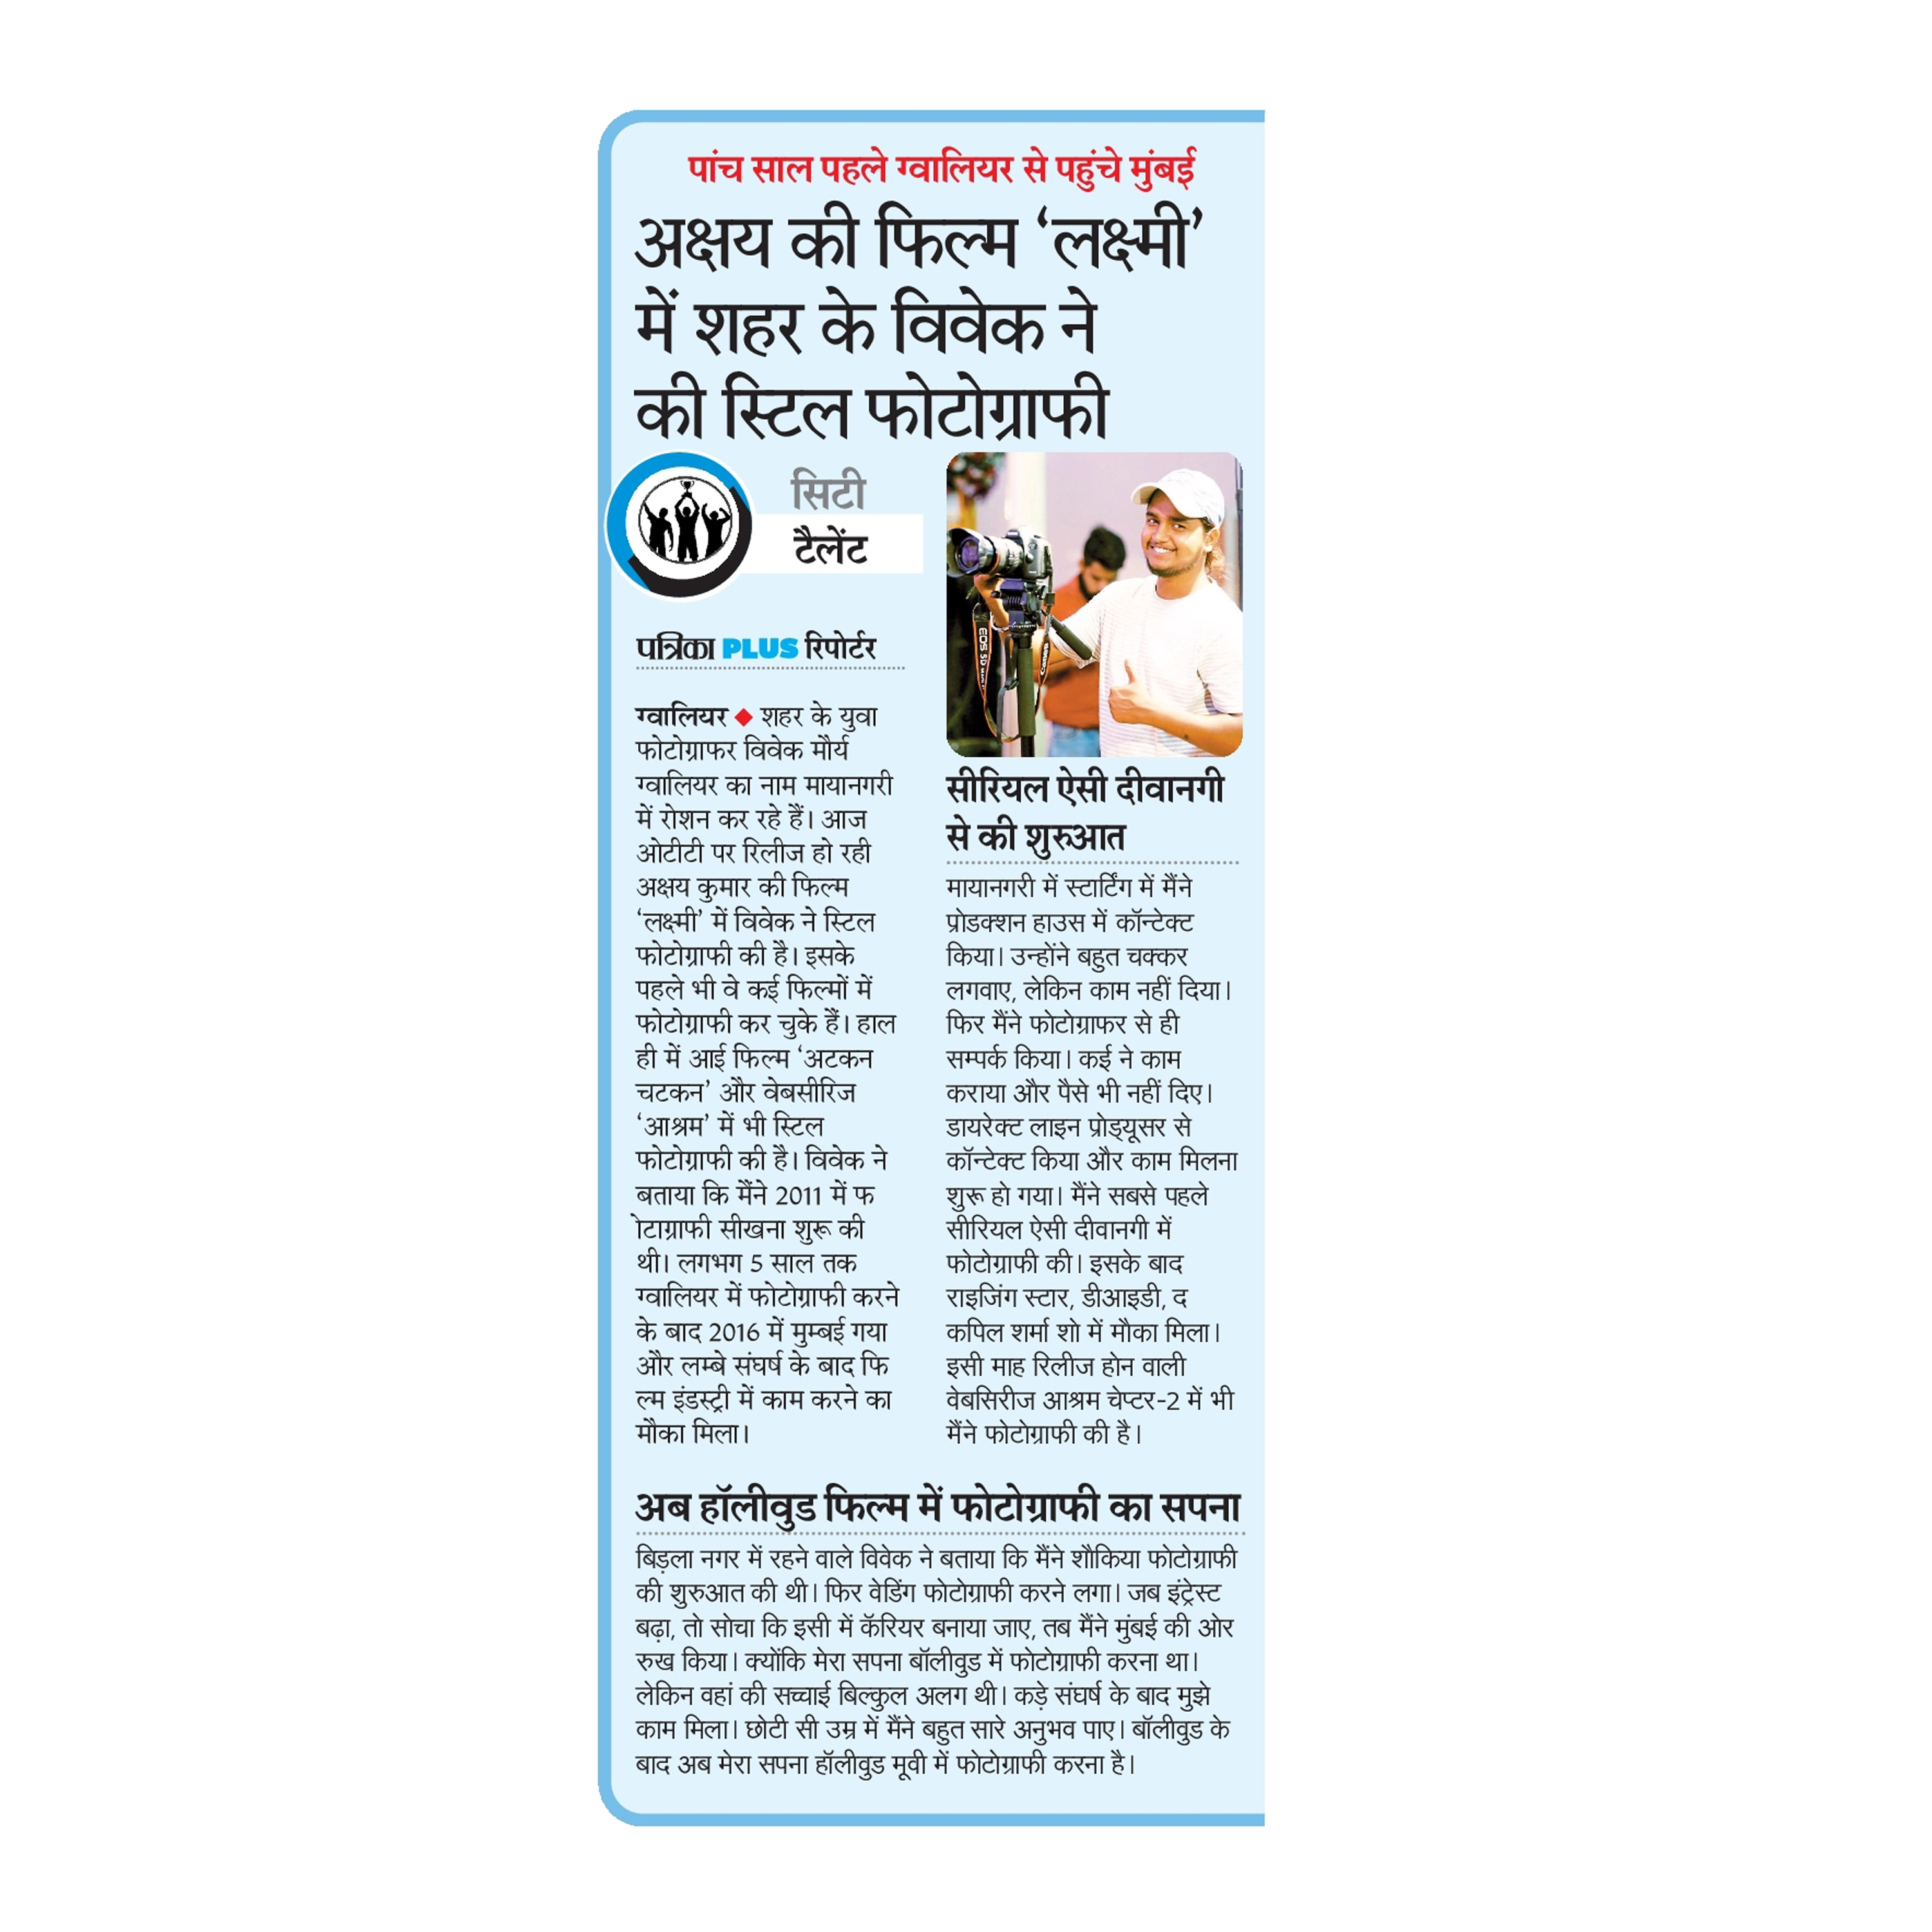 पांच साल पहले ग्वालियर से पहुंचे मुंबई
अक्षय की फिल्म ‘लक्ष्मी’
में शहर के विवेक ने
की स्टिल फोटोग्राफी
सिटी
टैलेंट
पत्रिका PLUS रिपोर्टर
ग्वालियर ◆ शहर के युवा
फोटोग्राफर विवेक मौर्य
ग्वालियर का नाम मायानगरी
में रोशन कर रहे हैं। आज
ओटीटी पर रिलीज हो रही
अक्षय कुमार की फिल्म
‘लक्ष्मी’ में विवेक ने स्टिल
फोटोग्राफी की है। इसके
पहले भी वे कई फिल्मों में
फोटोग्राफी कर चुके हैं। हाल
ही में आई फिल्म ‘अटकन
चटकन’ और वेबसीरिज
‘आश्रम’ में भी स्टिल
फोटोग्राफी की है। विवेक ने
बताया कि मैंने 2011 में फ
ोटाग्राफी सीखना शुरू की
थी। लगभग 5 साल तक
ग्वालियर में फोटोग्राफी करने
के बाद 2016 में मुम्बई गया
और लम्बे संघर्ष के बाद फि
ल्म इंडस्ट्री में काम करने का
मौका मिला।
EOS 5D
Canon
सीरियल ऐसी दीवानगी
से की शुरुआत
मायानगरी में स्टार्टिंग में मैंने
प्रोडक्शन हाउस में कॉन्टेक्ट
किया। उन्होंने बहुत चक्कर
लगवाए, लेकिन काम नहीं दिया।
फिर मैंने फोटोग्राफर से ही
सम्पर्क किया। कई ने काम
कराया और पैसे भी नहीं दिए।
डायरेक्ट लाइन प्रोड्यूसर से
कॉन्टेक्ट किया और काम मिलना
शुरू हो गया। मैंने सबसे पहले
सीरियल ऐसी दीवानगी में
फोटोग्राफी की। इसके बाद
राइजिंग स्टार, डीआइडी, द
कपिल शर्मा शो में मौका मिला।
इसी माह रिलीज होन वाली
वेबसिरीज आश्रम चेप्टर-2 में भी
मैंने फोटोग्राफी की है।
अब हॉलीवुड फिल्म में फोटोग्राफी का सपना
बिड़ला नगर में रहने वाले विवेक ने बताया कि मैंने शौकिया फोटोग्राफी
की शुरुआत की थी। फिर वेडिंग फोटोग्राफी करने लगा। जब इंट्रेस्ट
बढ़ा, तो सोचा कि इसी में कॅरियर बनाया जाए, तब मैंने मुंबई की ओर
रुख किया। क्योंकि मेरा सपना बॉलीवुड में फोटोग्राफी करना था।
लेकिन वहां की सच्चाई बिल्कुल अलग थी। कड़े संघर्ष के बाद मुझे
काम मिला। छोटी सी उम्र में मैंने बहुत सारे अनुभव पाए। बॉलीवुड के
बाद अब मेरा सपना हॉलीवुड मूवी में फोटोग्राफी करना है।